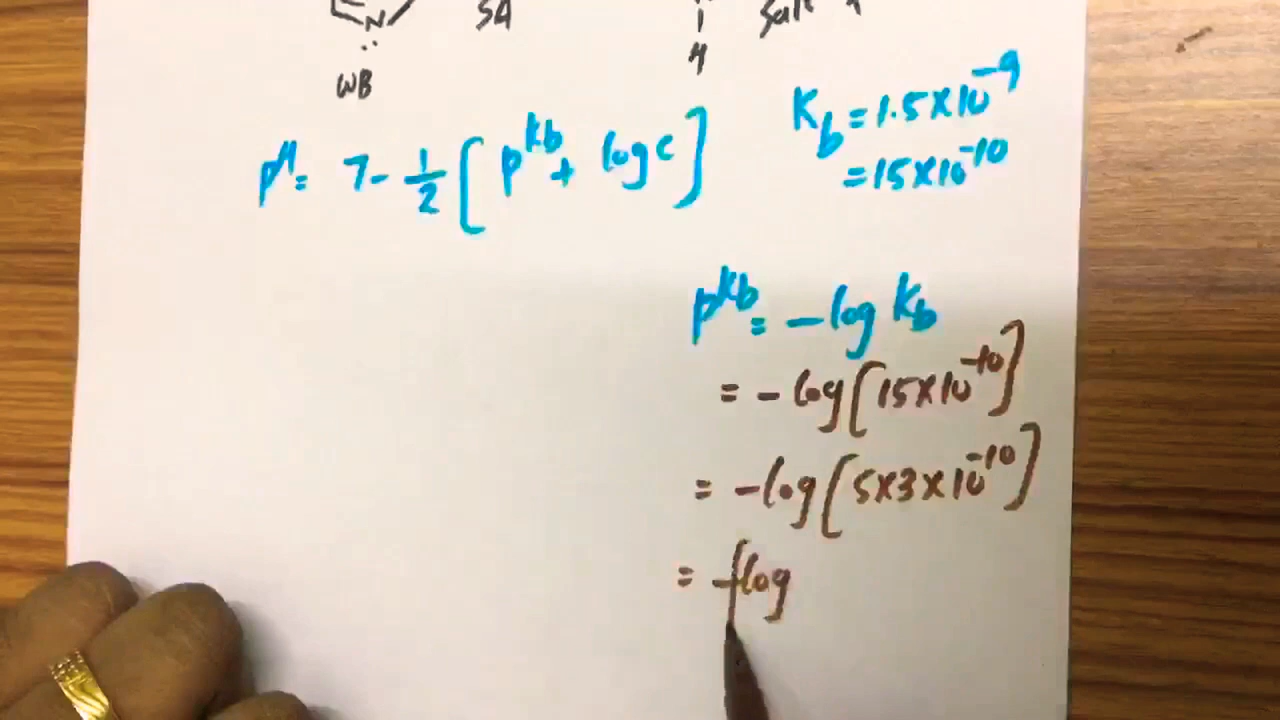 N SA Salt
WB H
pH = 7 - 1/2 [ pKb + log c ]
Kb = 1.5×10⁻⁹
= 15×10⁻¹⁰
pKb = -log Kb
= -log [15×10⁻¹⁰]
= -log [5×3×10⁻¹⁰]
= -[log